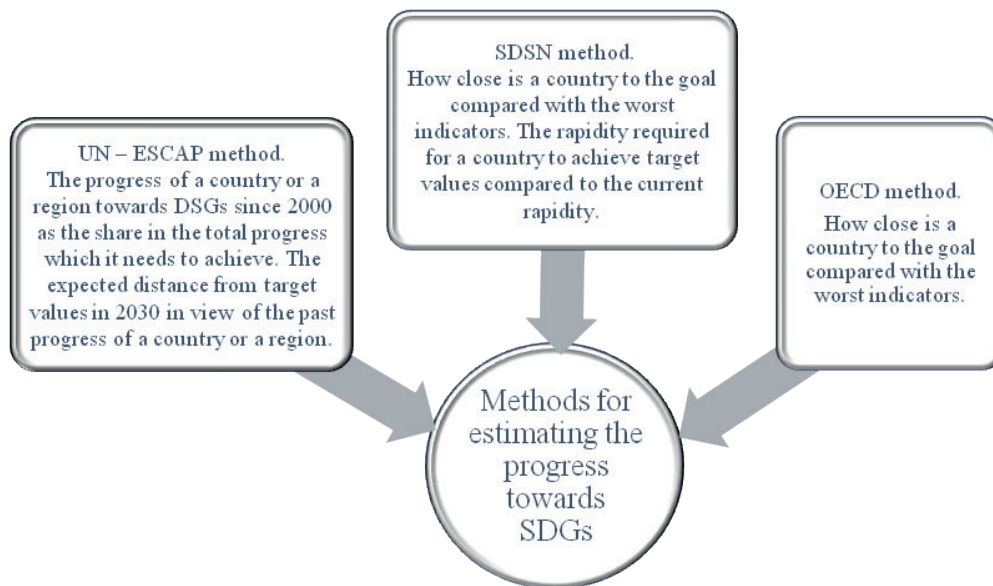 UN – ESCAP method.
The progress of a country or a
region towards DSGs since 2000
as the share in the total progress
which it needs to achieve. The
expected distance from target
values in 2030 in view of the past
progress of a country or a region.
SDSN method.
How close is a country to the goal
compared with the worst
indicators. The rapidity required
for a country to achieve target
values compared to the current
rapidity.
OECD method.
How close is a
country to the goal
compared with the
worst indicators.
Methods for
estimating the
progress
towards
SDGs